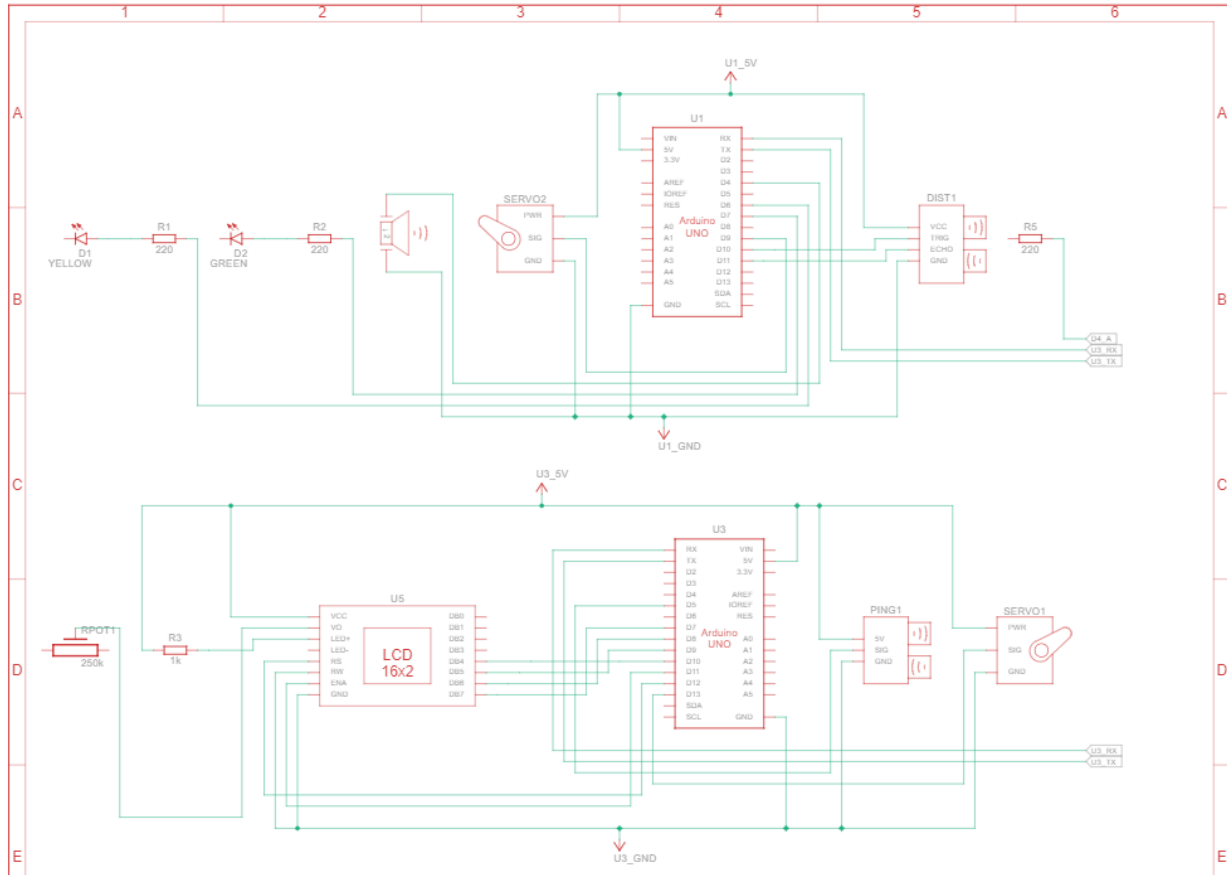 1 2 3 4 5 6
A A
B B
C C
D D
E E
U1_5V
U1
VIN RX
5V TX
3.3V D2
D3
AREF D4
IOREF D5
RES D6
D7
A0 D8
A1 D9
A2 D10
A3 D11
A4 D12
A5 D13
SDA
GND SCL
Arduino
UNO
SERVO2
PWR
SIG
GND
DIST1
VCC
TRIG
ECHO
GND
R5
220
D1
YELLOW
R1
220
D2
GREEN
R2
220
D4_A
U3_RX
U3_TX
U1_GND
U3_5V
U3
RX VIN
TX 5V
D2 3.3V
D3
D4 AREF
D5 IOREF
D6 RES
D7
D8 A0
D9 A1
D10 A2
D11 A3
D12 A4
D13 A5
SDA
SCL GND
Arduino
UNO
U5
VCC DB0
VO DB1
LED+ DB2
LED- DB3
RS DB4
RW DB5
ENA DB6
GND DB7
LCD
16x2
RPOT1
250k
R3
1k
PING1
5V
SIG
GND
SERVO1
PWR
SIG
GND
U3_RX
U3_TX
U3_GND